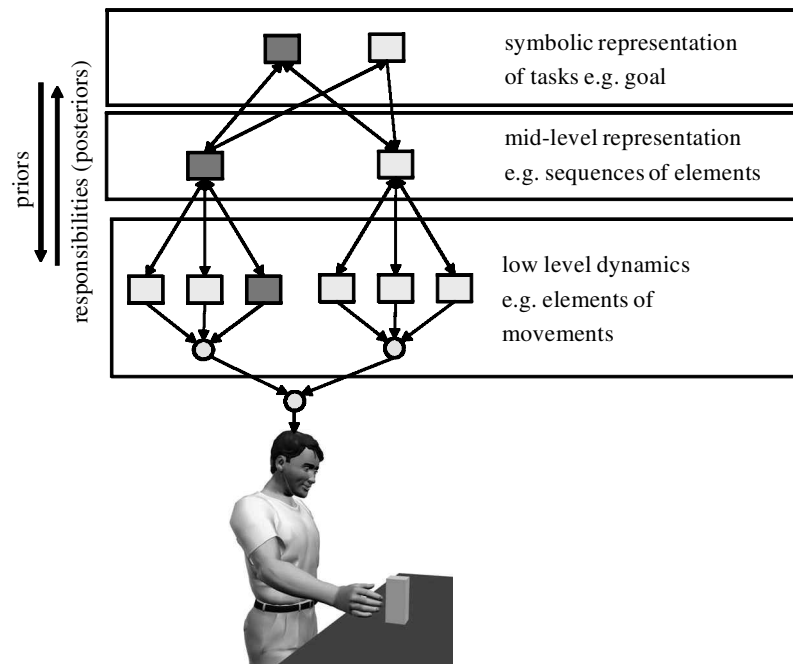 symbolic representation
of tasks e.g. goal
priors
responsibilities (posteriors)
mid-level representation
e.g. sequences of elements
low level dynamics
e.g. elements of
movements